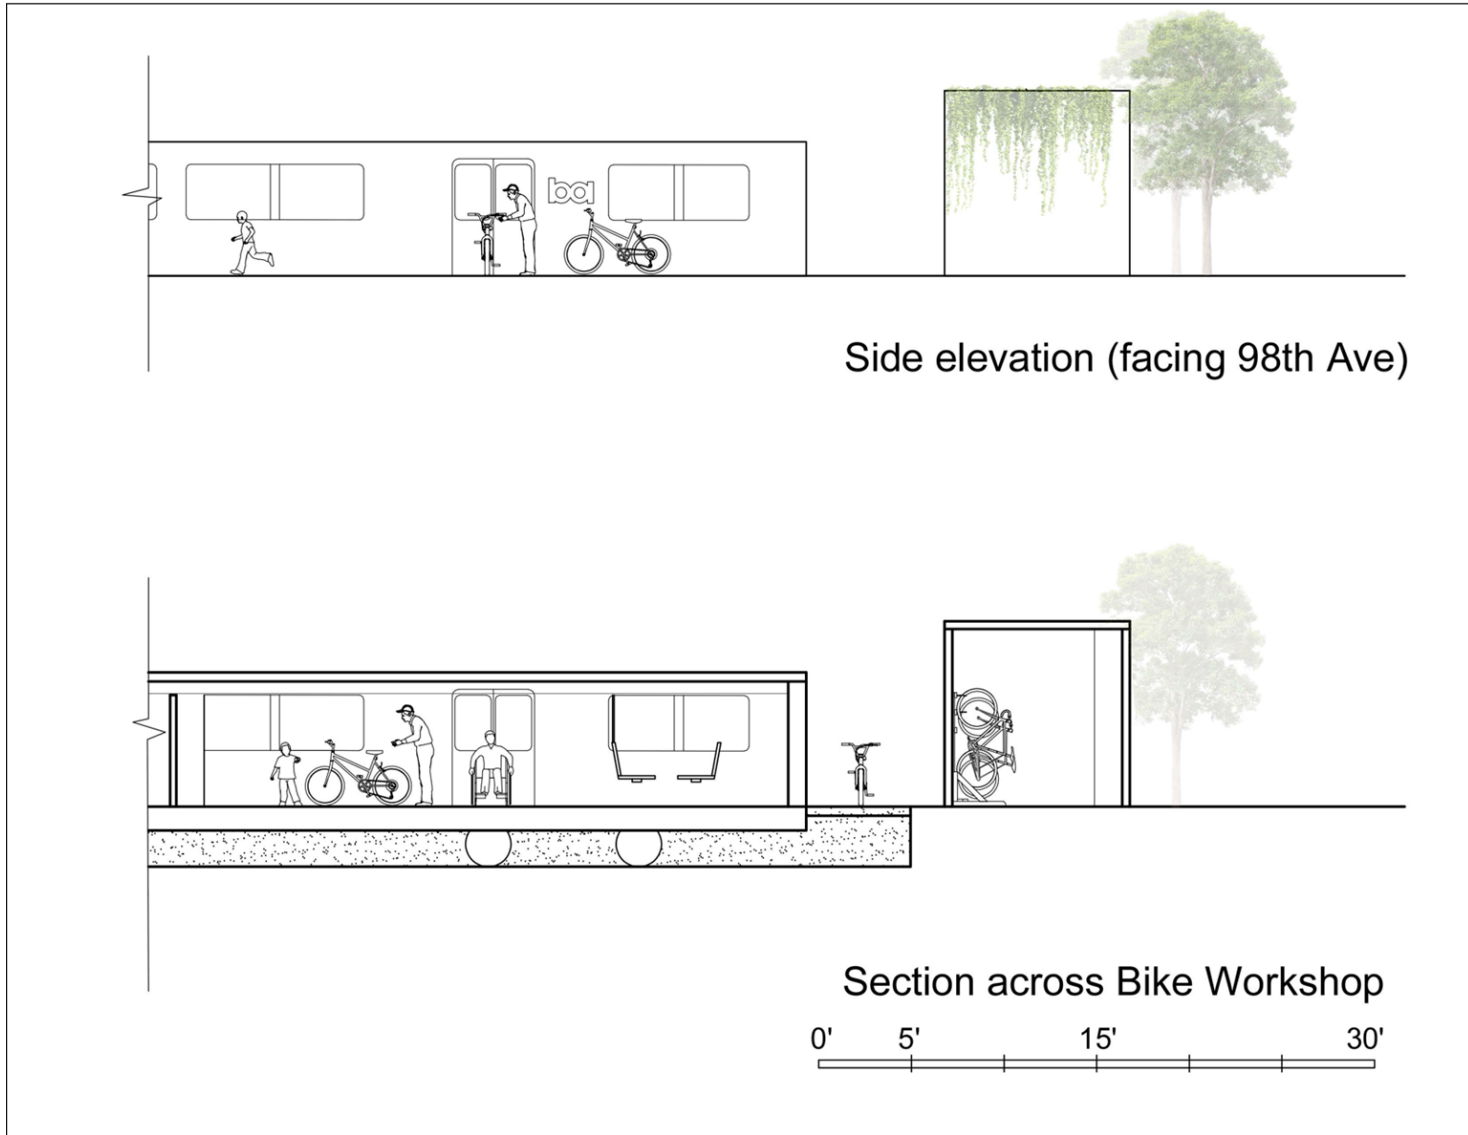 ba
Side elevation (facing 98th Ave)
Section across Bike Workshop
0' 5' 15' 30'